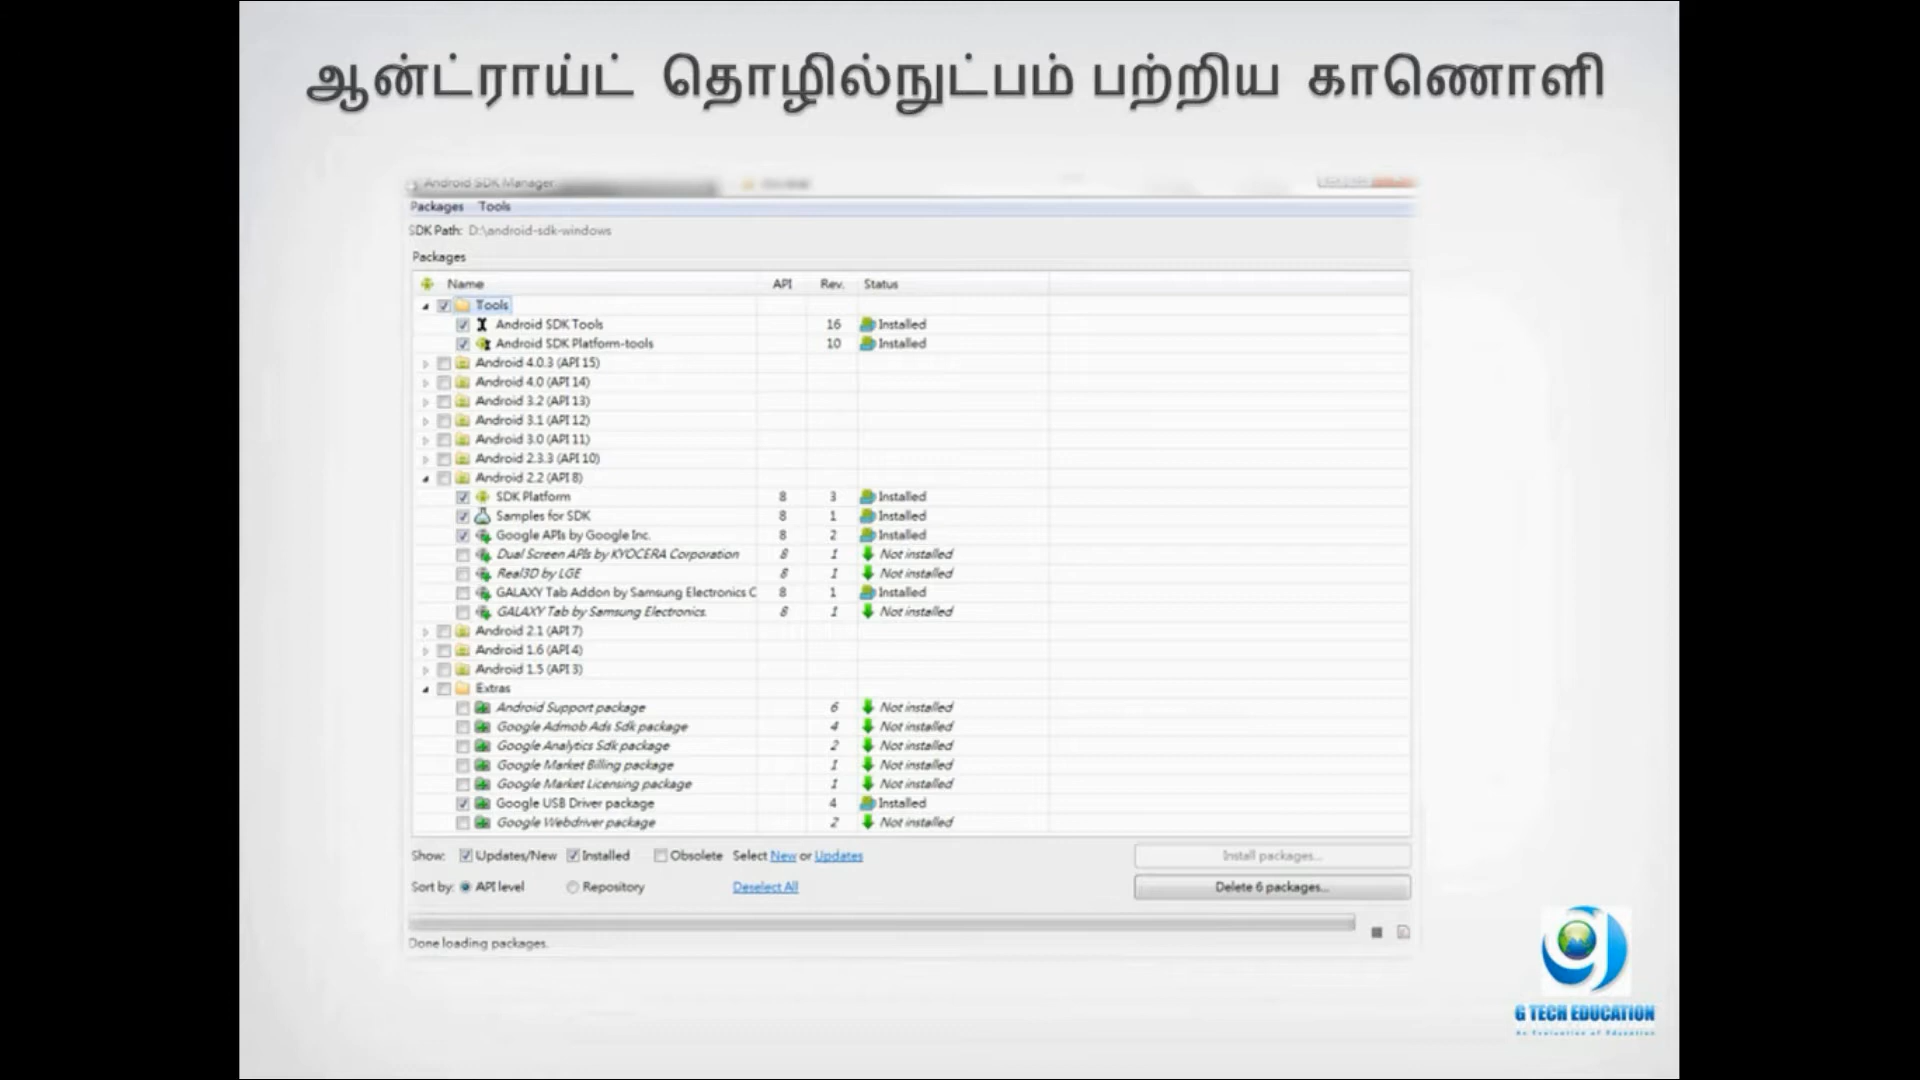 ஆன்ட்ராய்ட் தொழில்நுட்பம் பற்றிய காணொளி
Android SDK Manager
Packages Tools
SDK Path: D:\android-sdk-windows
Packages
Name API Rev. Status
Tools
Android SDK Tools 16 Installed
Android SDK Platform-tools 10 Installed
Android 4.0.3 (API 15)
Android 4.0 (API 14)
Android 3.2 (API 13)
Android 3.1 (API 12)
Android 3.0 (API 11)
Android 2.3.3 (API 10)
Android 2.2 (API 8)
SDK Platform 8 3 Installed
Samples for SDK 8 1 Installed
Google APIs by Google Inc. 8 2 Installed
Dual Screen APIs by KYOCERA Corporation 8 1 Not installed
Real3D by LGE 8 1 Not installed
GALAXY Tab Addon by Samsung Electronics C 8 1 Installed
GALAXY Tab by Samsung Electronics. 8 1 Not installed
Android 2.1 (API 7)
Android 1.6 (API 4)
Android 1.5 (API 3)
Extras
Android Support package 6 Not installed
Google Admob Ads Sdk package 4 Not installed
Google Analytics Sdk package 2 Not installed
Google Market Billing package 1 Not installed
Google Market Licensing package 1 Not installed
Google USB Driver package 4 Installed
Google Webdriver package 2 Not installed
Show: Updates/New Installed Obsolete Select New or Updates Install packages...
Sort by: API level Repository Deselect All Delete 6 packages...
Done loading packages.
G TECH EDUCATION
An Evaluation of Education